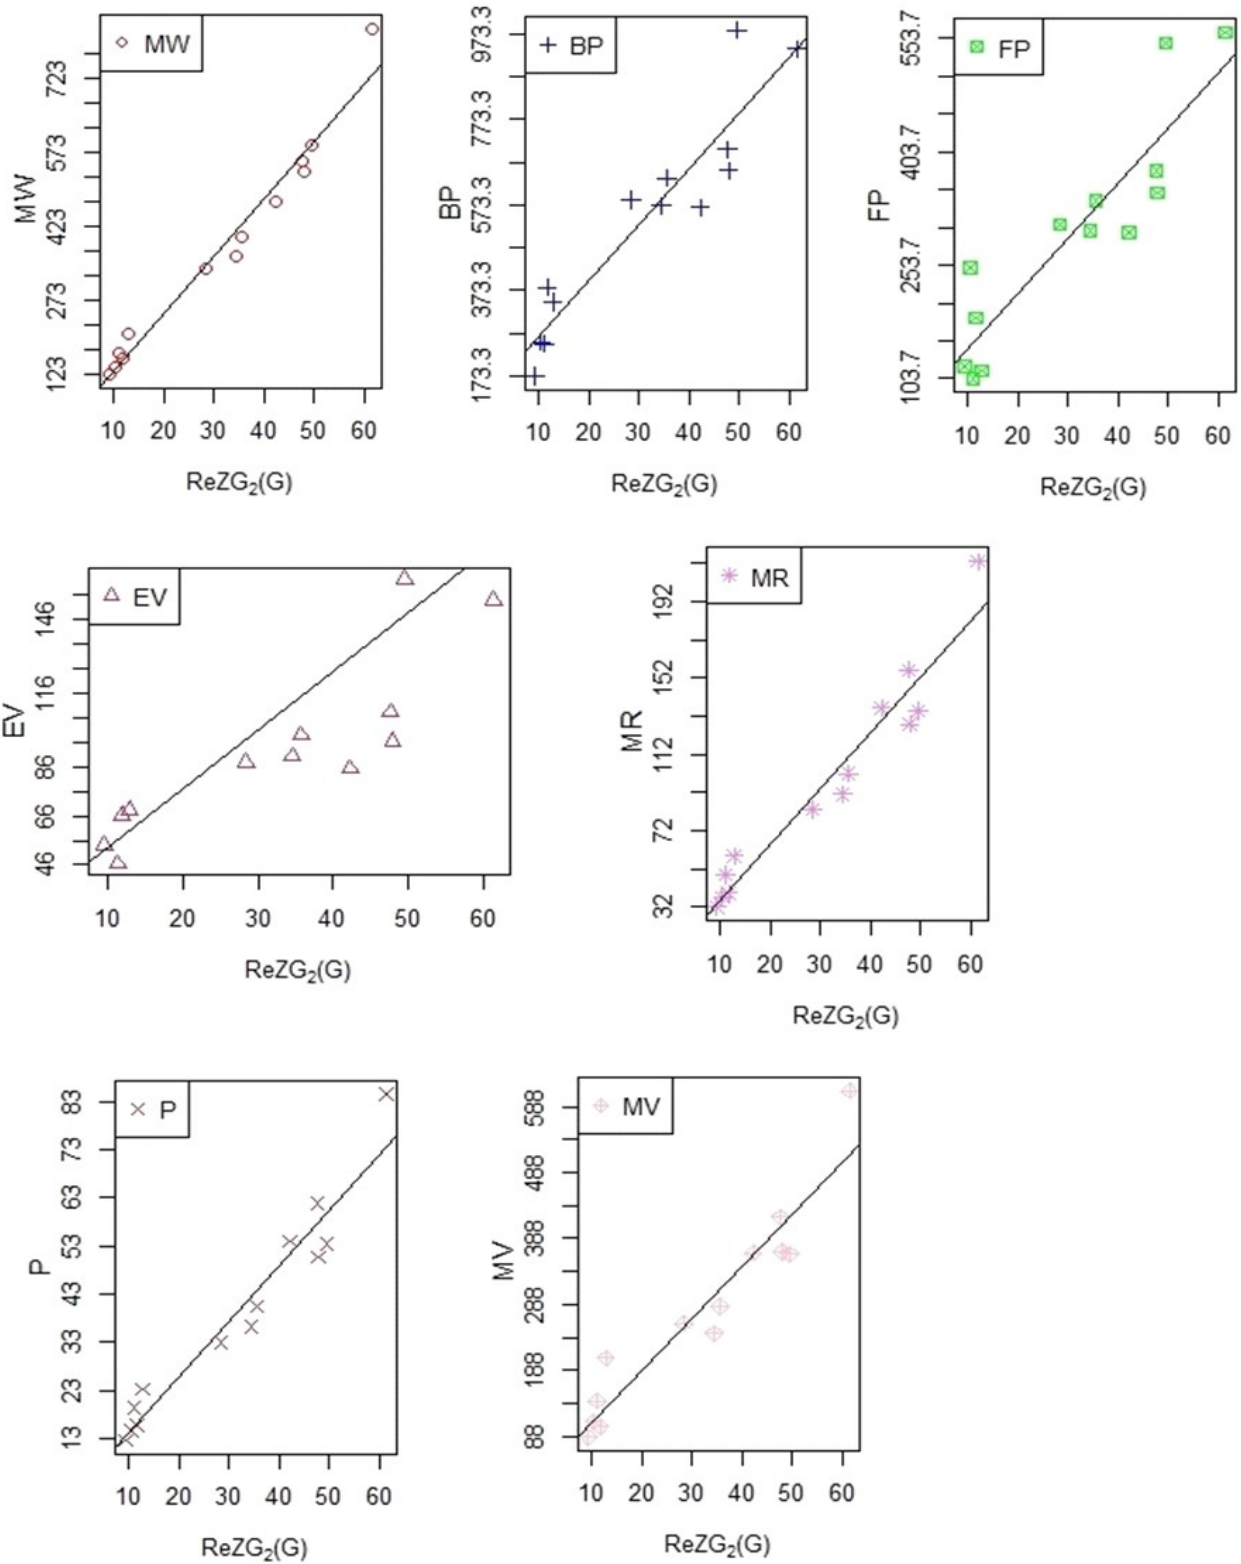 MW
MW
123 273 423 573 723
10 20 30 40 50 60
ReZG₂(G)
BP
BP
173.3 373.3 573.3 773.3 973.3
10 20 30 40 50 60
ReZG₂(G)
FP
FP
103.7 253.7 403.7 553.7
10 20 30 40 50 60
ReZG₂(G)
EV
EV
46 66 86 116 146
10 20 30 40 50 60
ReZG₂(G)
MR
MR
32 72 112 152 192
10 20 30 40 50 60
ReZG₂(G)
P
P
13 23 33 43 53 63 73 83
10 20 30 40 50 60
ReZG₂(G)
MV
MV
88 188 288 388 488 588
10 20 30 40 50 60
ReZG₂(G)